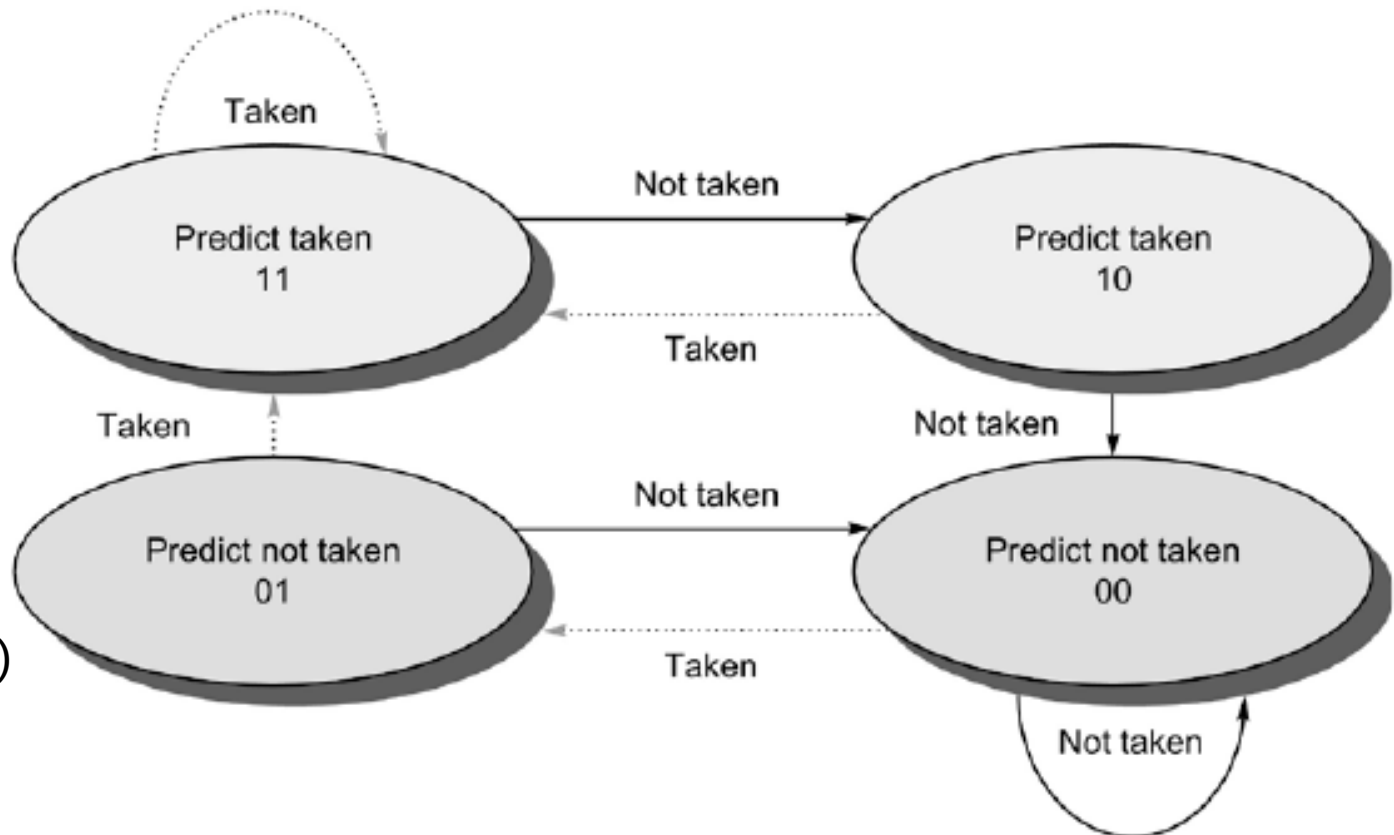 Taken
Not taken
Predict taken
11
Predict taken
10
Taken
Taken
Not taken
Not taken
Predict not taken
01
Predict not taken
00
)
Taken
Not taken